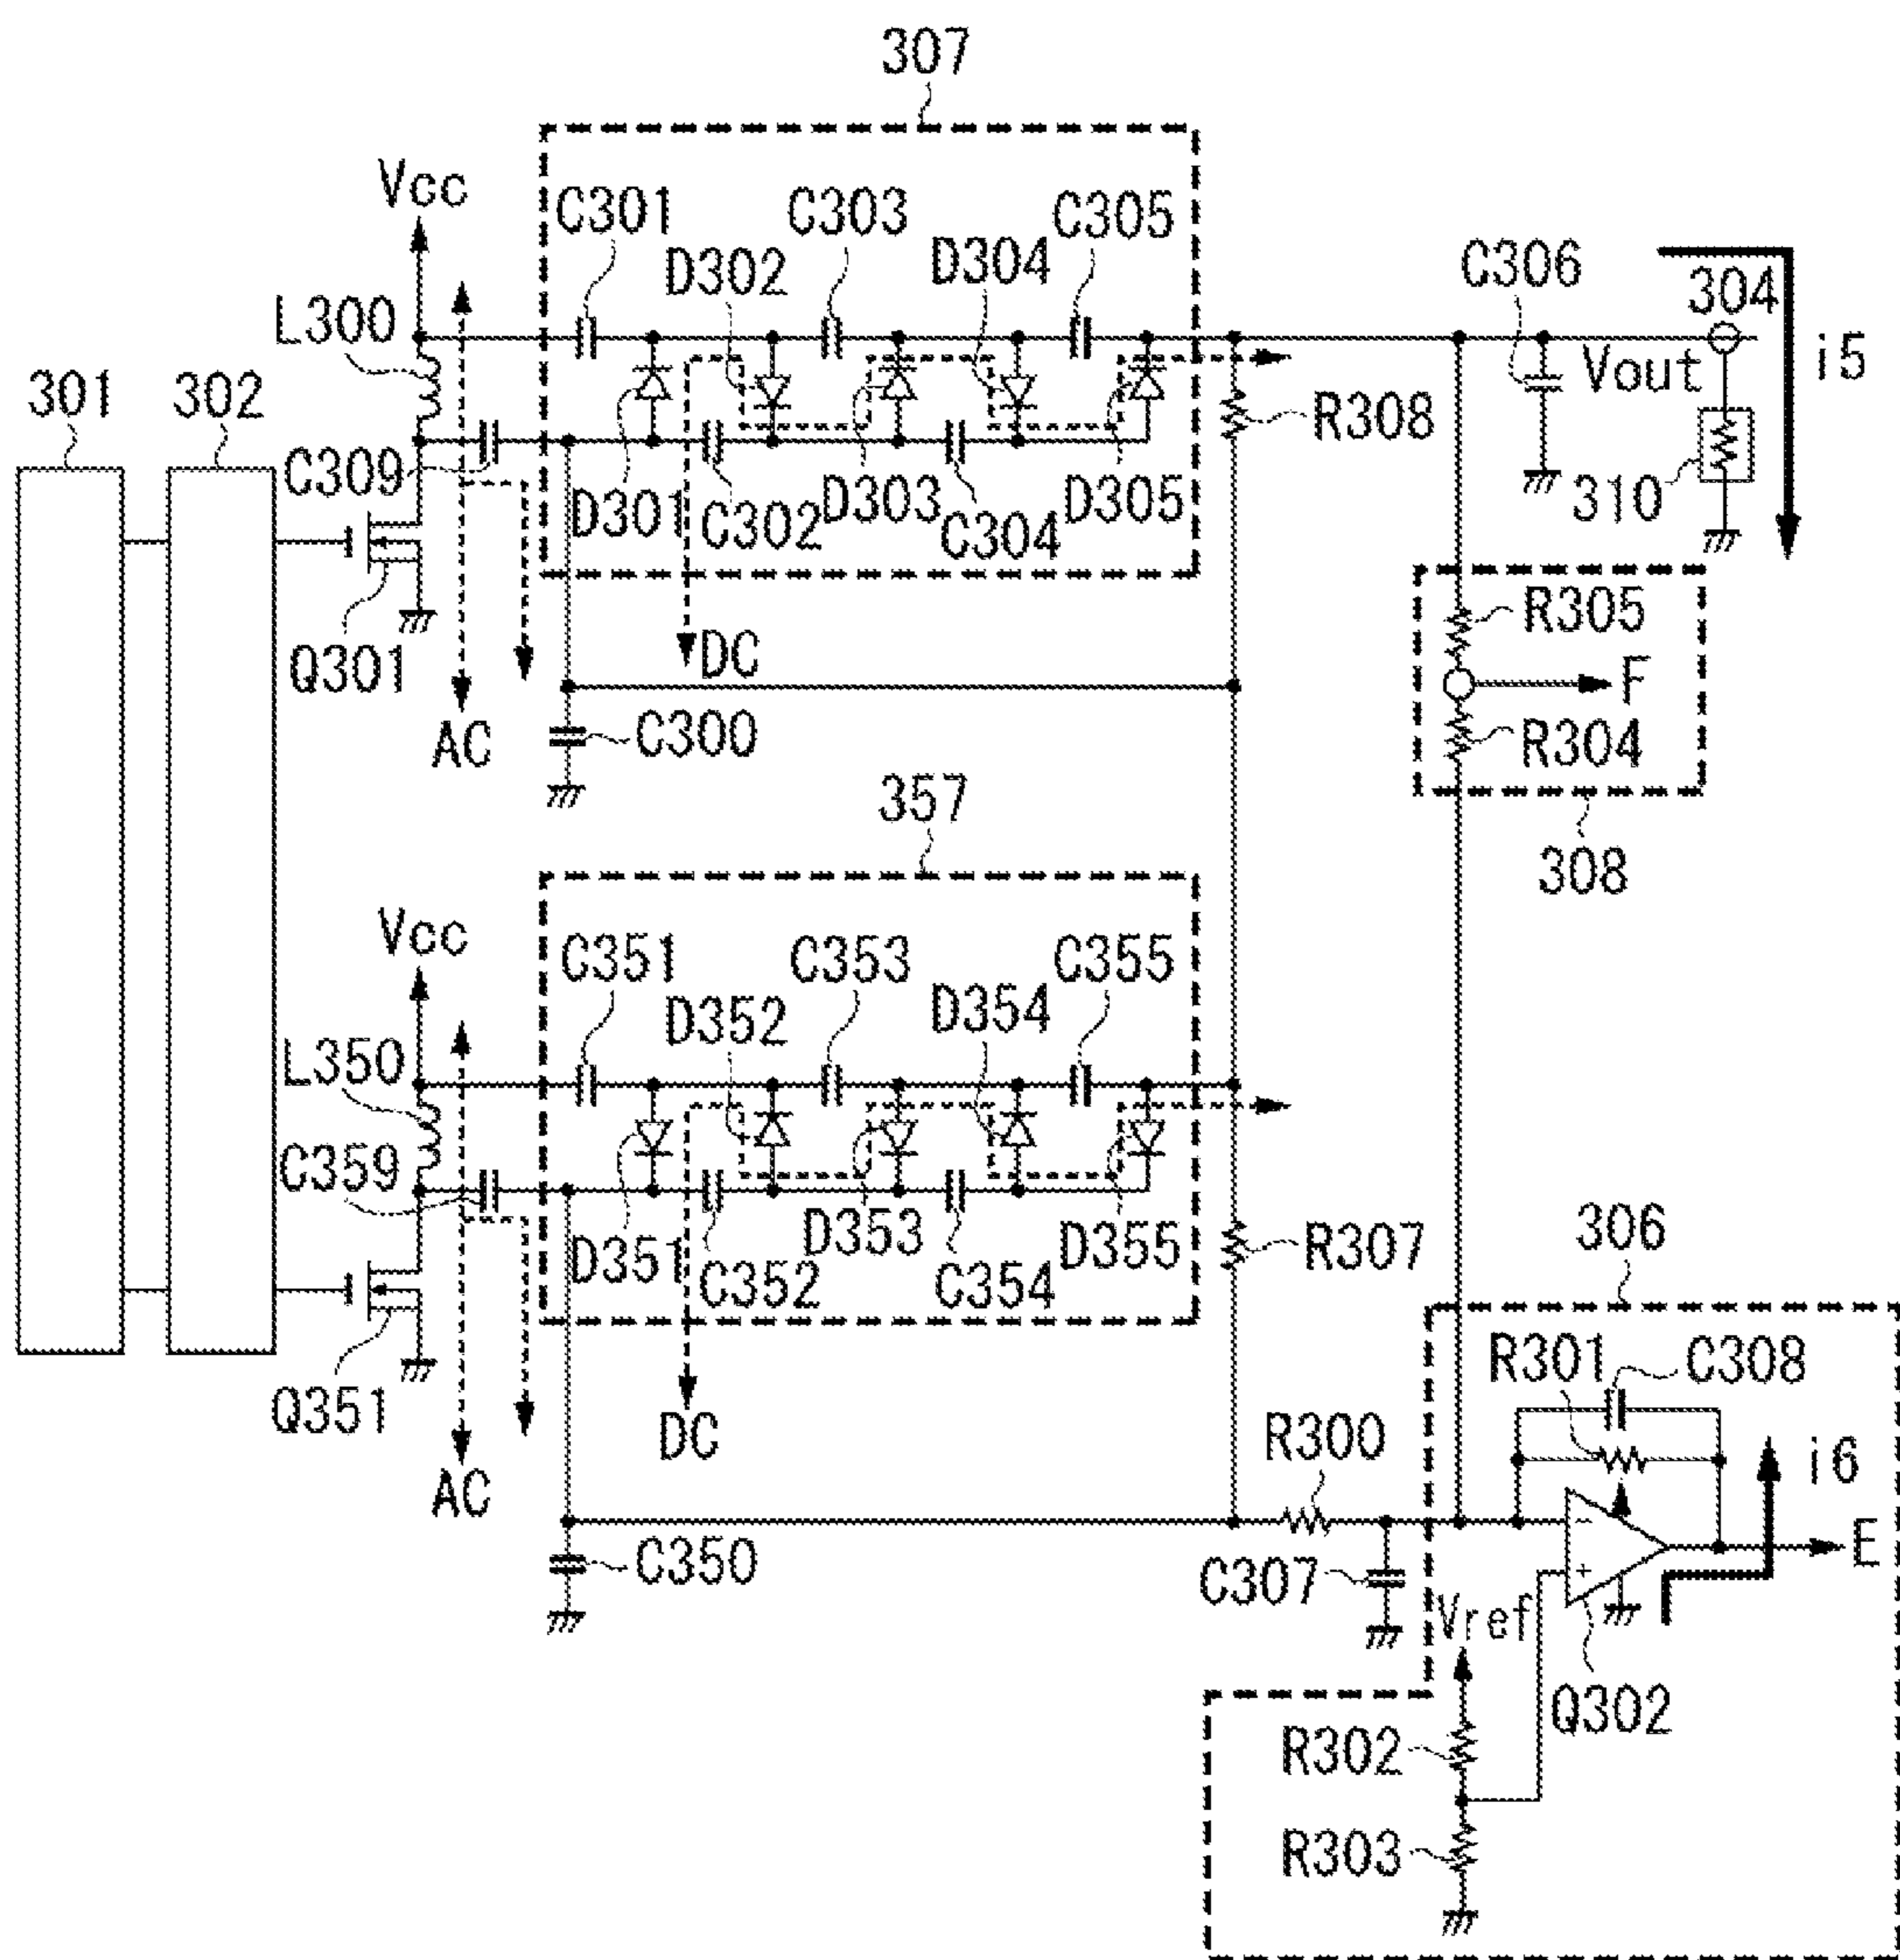 307
Vcc
C301
C303
C305
D302
D304
C306
304
L300
Vout
i5
301
302
R308
C309
D301
C302
D303
C304
D305
310
Q301
DC
R305
F
AC
C300
R304
357
308
Vcc
C351
C353
C355
D352
D354
L350
C359
306
D351
C352
D353
C354
D355
R307
R301
C308
Q351
DC
R300
i6
AC
−
E
C350
C307
+
Vref
Q302
R302
R303